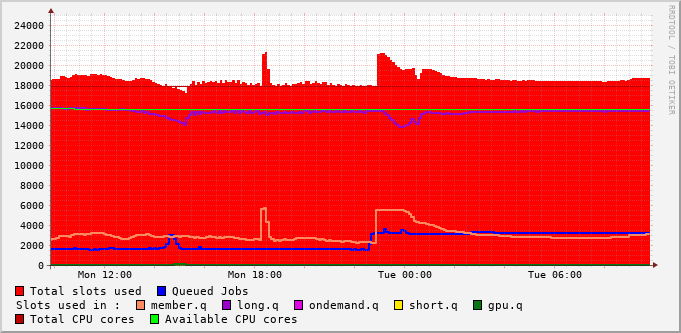 24000
22000
20000
18000
16000
14000
12000
10000
8000
6000
4000
2000
0
Mon 12:00 Mon 18:00 Tue 00:00 Tue 06:00
Total slots used Queued Jobs
Slots used in : member.q long.q ondemand.q short.q gpu.q
Total CPU cores Available CPU cores
RRDTOOL / TOBI OETIKER